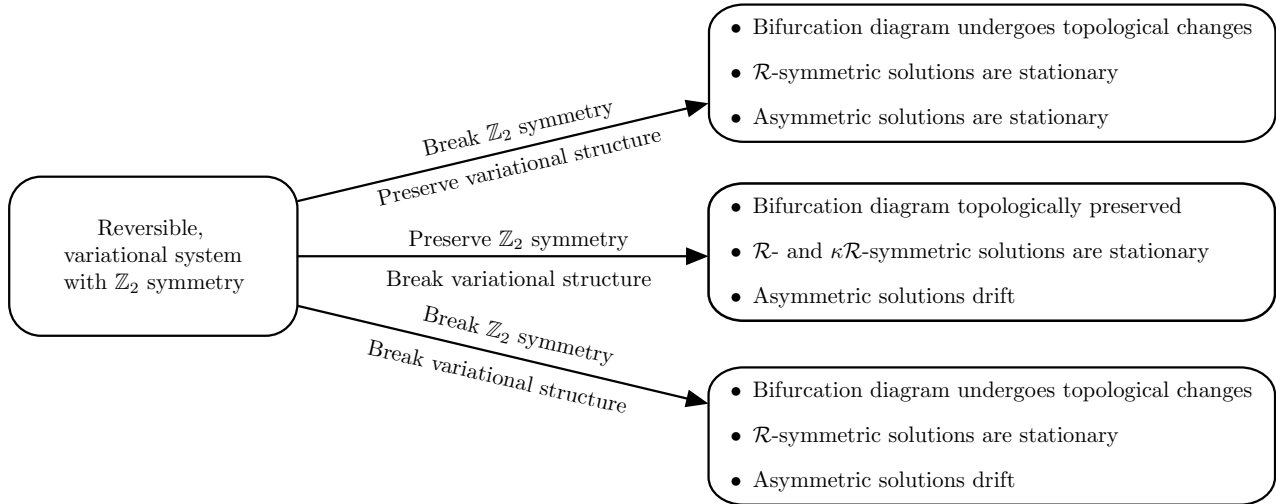 Reversible,
variational system
with ℤ₂ symmetry
Break ℤ₂ symmetry
Preserve variational structure
• Bifurcation diagram undergoes topological changes
• ℛ-symmetric solutions are stationary
• Asymmetric solutions are stationary
Preserve ℤ₂ symmetry
Break variational structure
• Bifurcation diagram topologically preserved
• ℛ- and κℛ-symmetric solutions are stationary
• Asymmetric solutions drift
Break ℤ₂ symmetry
Break variational structure
• Bifurcation diagram undergoes topological changes
• ℛ-symmetric solutions are stationary
• Asymmetric solutions drift